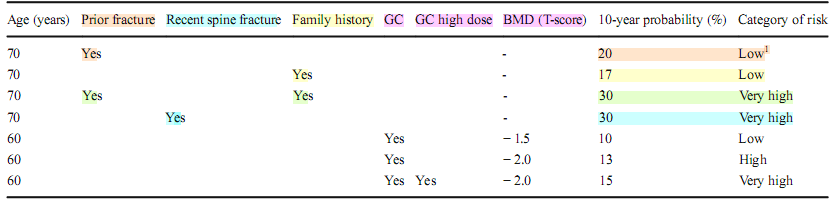 Age (years) Prior fracture Recent spine fracture Family history GC GC high dose BMD (T-score) 10-year probability (%) Category of risk
70 Yes - 20 Low1
70 Yes - 17 Low
70 Yes Yes - 30 Very high
70 Yes - 30 Very high
60 Yes − 1.5 10 Low
60 Yes − 2.0 13 High
60 Yes Yes − 2.0 15 Very high